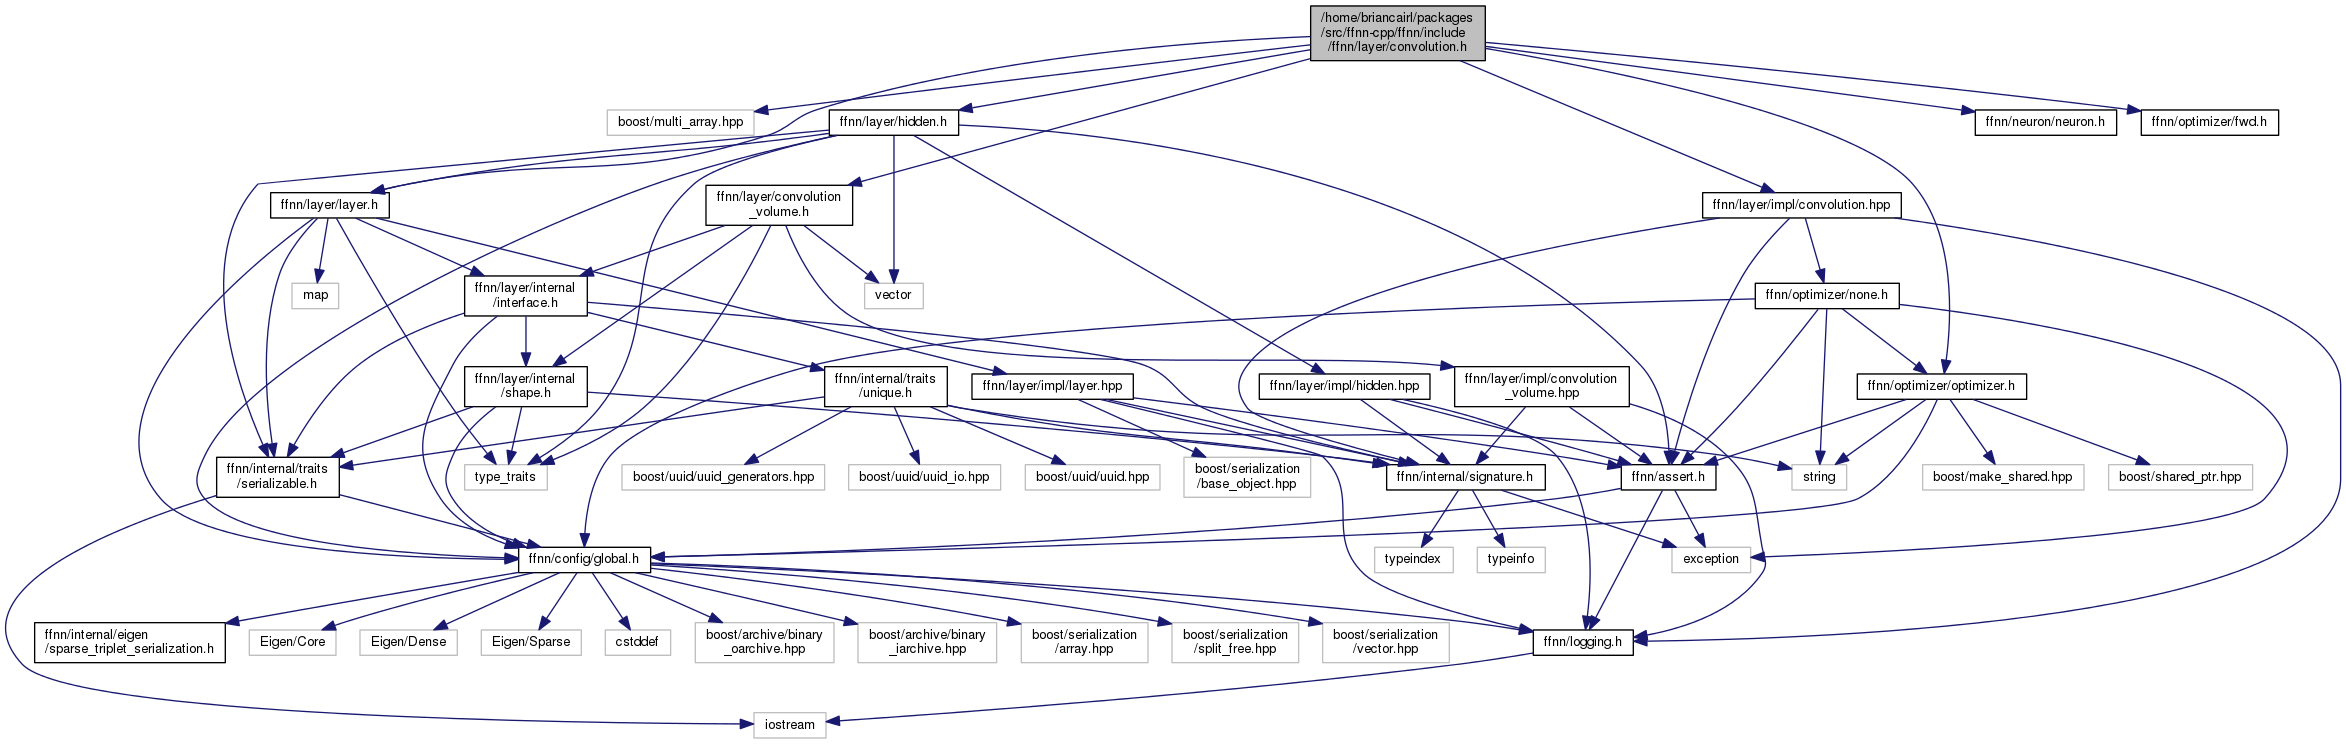 /home/briancairl/packages
/src/ffnn-cpp/ffnn/include
/ffnn/layer/convolution.h
boost/multi_array.hpp
ffnn/layer/hidden.h
ffnn/neuron/neuron.h
ffnn/optimizer/fwd.h
ffnn/layer/layer.h
ffnn/layer/convolution
_volume.h
ffnn/layer/impl/convolution.hpp
map
ffnn/layer/internal
/interface.h
vector
ffnn/optimizer/none.h
ffnn/layer/internal
/shape.h
ffnn/internal/traits
/unique.h
ffnn/layer/impl/layer.hpp
ffnn/layer/impl/hidden.hpp
ffnn/layer/impl/convolution
_volume.hpp
ffnn/optimizer/optimizer.h
ffnn/internal/traits
/serializable.h
type_traits
boost/uuid/uuid_generators.hpp
boost/uuid/uuid_io.hpp
boost/uuid/uuid.hpp
boost/serialization
/base_object.hpp
ffnn/internal/signature.h
ffnn/assert.h
string
boost/make_shared.hpp
boost/shared_ptr.hpp
ffnn/config/global.h
typeindex
typeinfo
exception
ffnn/internal/eigen
/sparse_triplet_serialization.h
Eigen/Core
Eigen/Dense
Eigen/Sparse
cstddef
boost/archive/binary
_oarchive.hpp
boost/archive/binary
_iarchive.hpp
boost/serialization
/array.hpp
boost/serialization
/split_free.hpp
boost/serialization
/vector.hpp
ffnn/logging.h
iostream